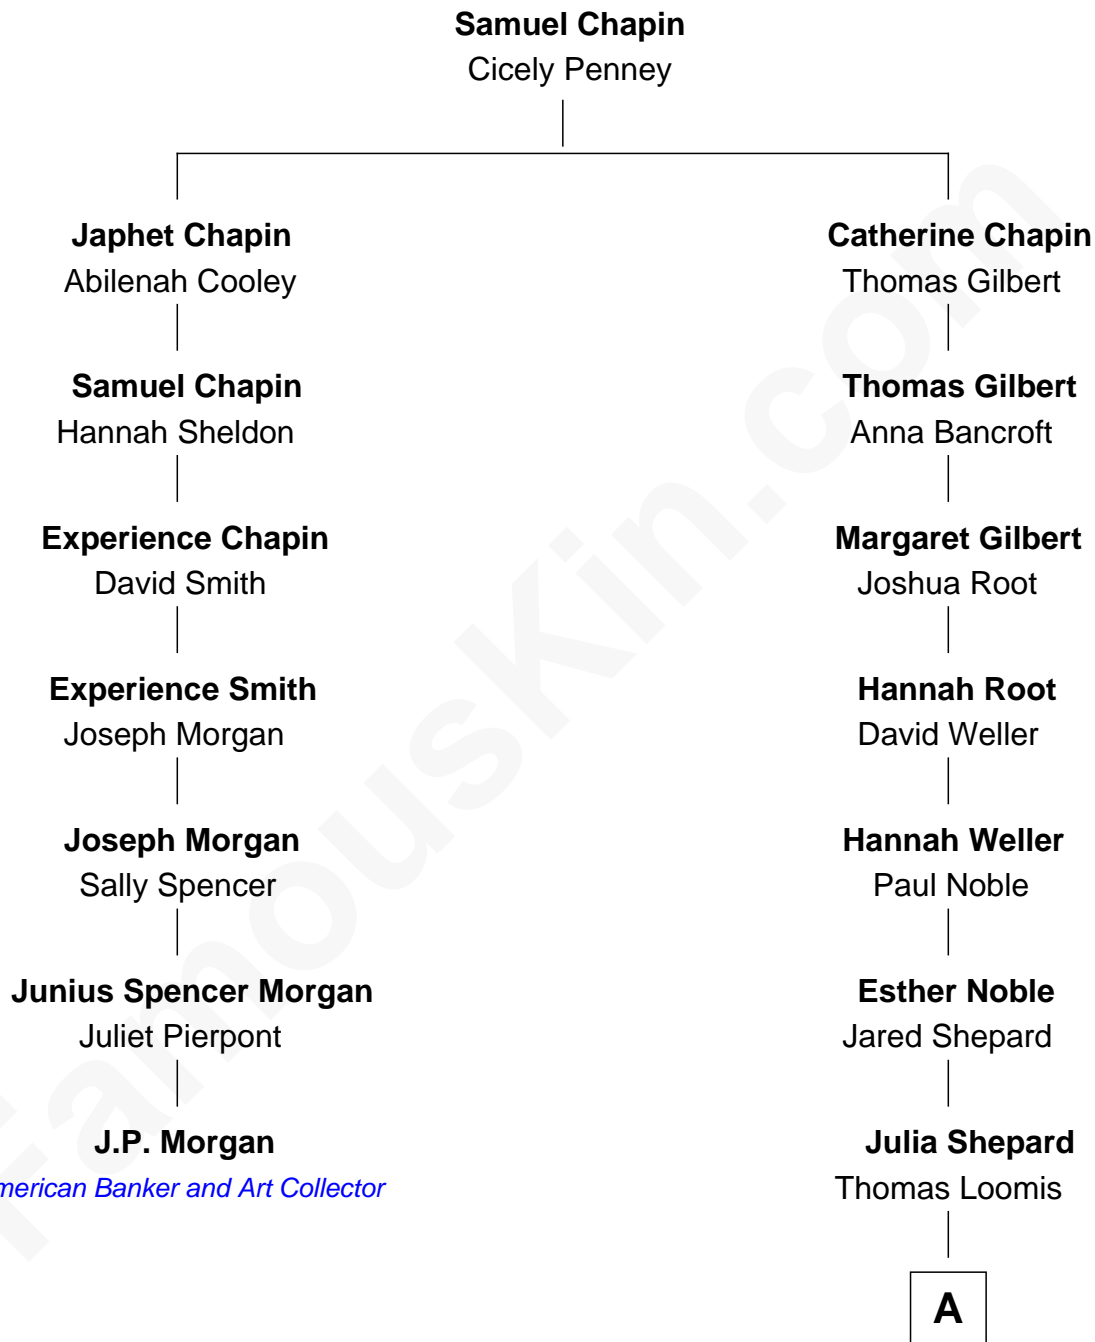 Samuel Chapin
Cicely Penney
Japhet Chapin
Abilenah Cooley
Samuel Chapin
Hannah Sheldon
Experience Chapin
David Smith
Experience Smith
Joseph Morgan
Joseph Morgan
Sally Spencer
Junius Spencer Morgan
Juliet Pierpont
J.P. Morgan
merican Banker and Art Collector
Catherine Chapin
Thomas Gilbert
Thomas Gilbert
Anna Bancroft
Margaret Gilbert
Joshua Root
Hannah Root
David Weller
Hannah Weller
Paul Noble
Esther Noble
Jared Shepard
Julia Shepard
Thomas Loomis
A
FamousKin.com